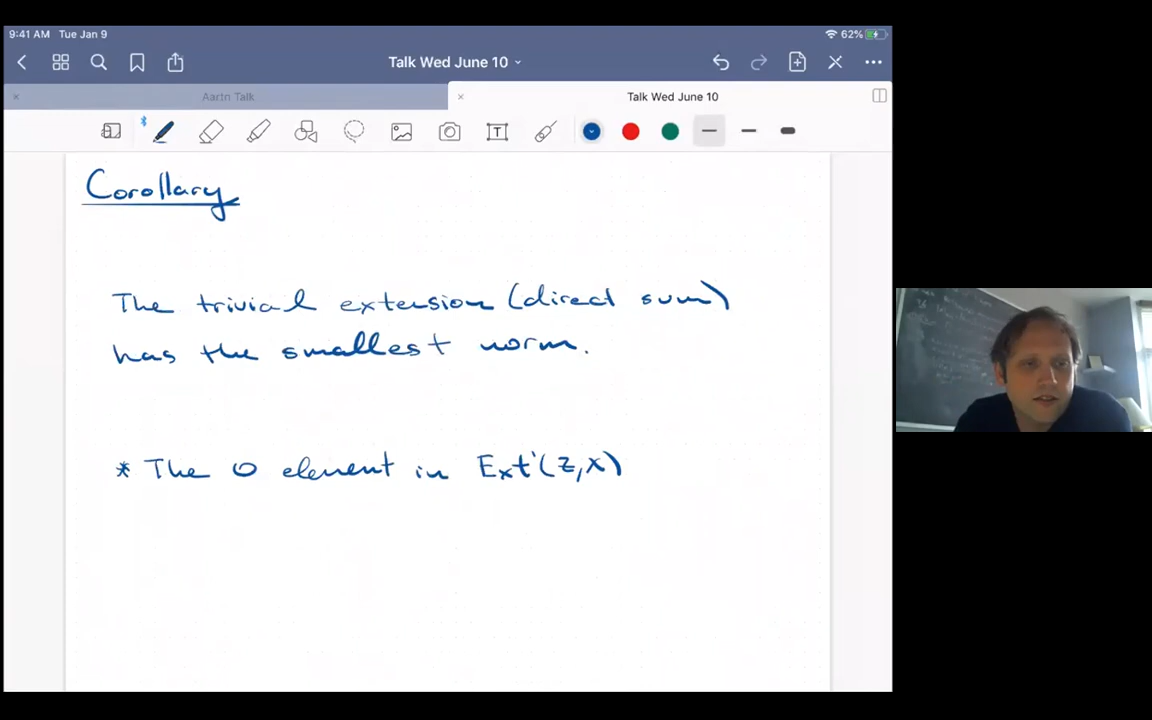 9:41 AM Tue Jan 9
62%
Talk Wed June 10
Aartn Talk
Talk Wed June 10
Corollary
The trivial extension (direct sum)
has the smallest norm.
* The 0 element in Ext¹(Z,X)